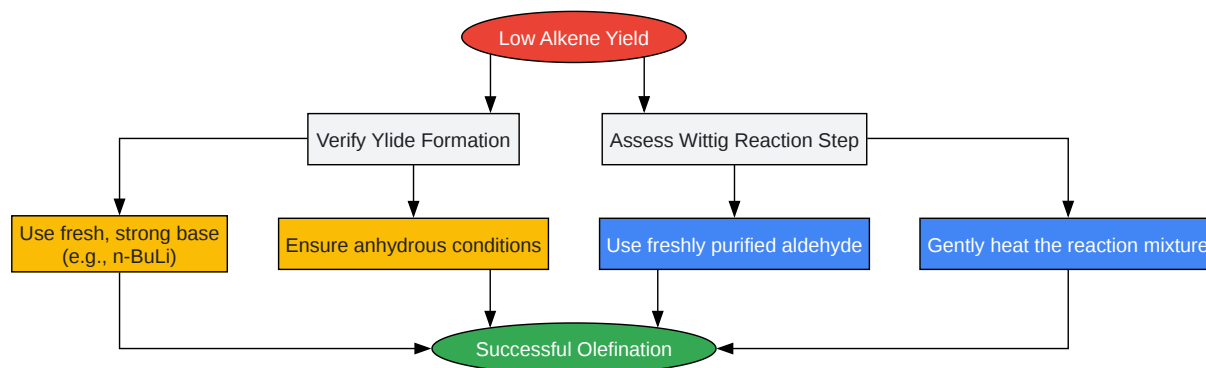 Low Alkene Yield
Verify Ylide Formation
Assess Wittig Reaction Step
Use fresh, strong base
(e.g., n-BuLi)
Ensure anhydrous conditions
Use freshly purified aldehyde
Gently heat the reaction mixture
Successful Olefination